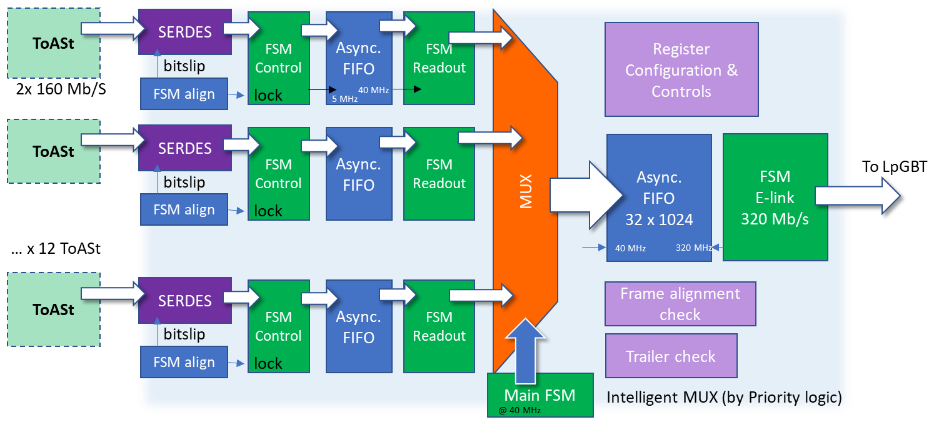 ToASt
2x 160 Mb/S
SERDES
bitslip
FSM align
lock
FSM
Control
Async.
FIFO
5 MHz
40 MHz
FSM
Readout
ToASt
SERDES
bitslip
FSM align
lock
FSM
Control
Async.
FIFO
FSM
Readout
... x 12 ToASt
ToASt
SERDES
bitslip
FSM align
lock
FSM
Control
Async.
FIFO
FSM
Readout
MUX
Main FSM
@ 40 MHz
Register
Configuration &
Controls
Async.
FIFO
32 x 1024
40 MHz
320 MHz
FSM
E-link
320 Mb/s
To LpGBT
Frame alignment
check
Trailer check
Intelligent MUX (by Priority logic)